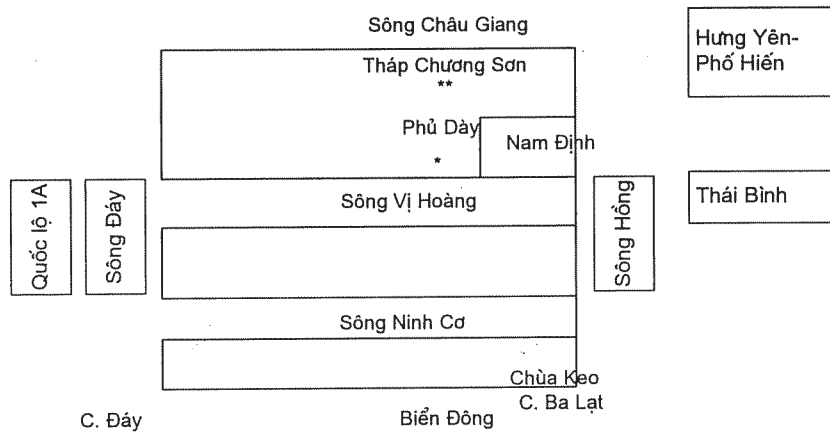 Sông Châu Giang
Hưng Yên-
Phố Hiến
Tháp Chương Sơn
**
Phủ Dày
*
Nam Định
Quốc lộ 1A
Sông Đáy
Sông Vị Hoàng
Sông Hồng
Thái Bình
Sông Ninh Cơ
Chùa Keo
C. Ba Lạt
C. Đáy
Biển Đông